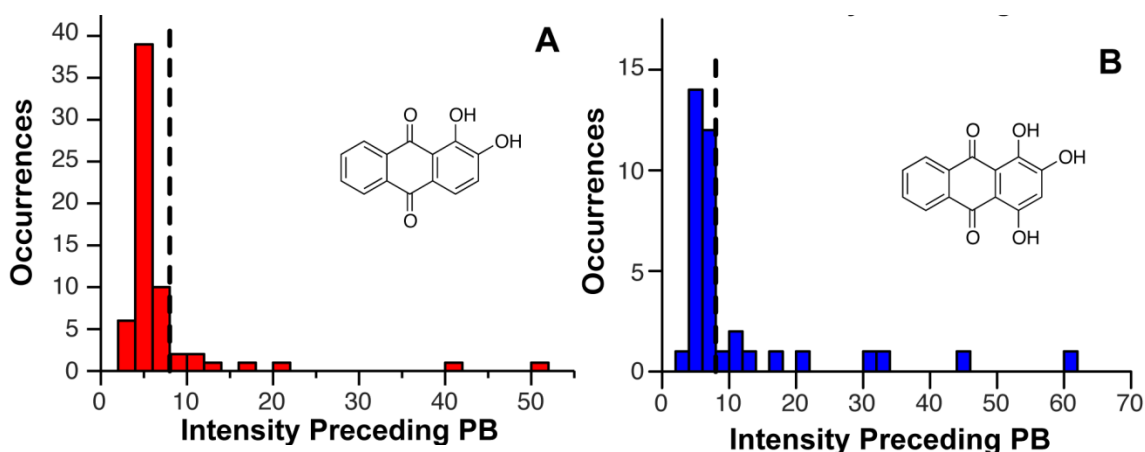 A
40
35
30
25
20
15
10
5
0
Occurrences
O
OH
OH
O
0 10 20 30 40 50
Intensity Preceding PB
B
15
10
5
0
Occurrences
O
OH
OH
O
OH
0 10 20 30 40 50 60 70
Intensity Preceding PB